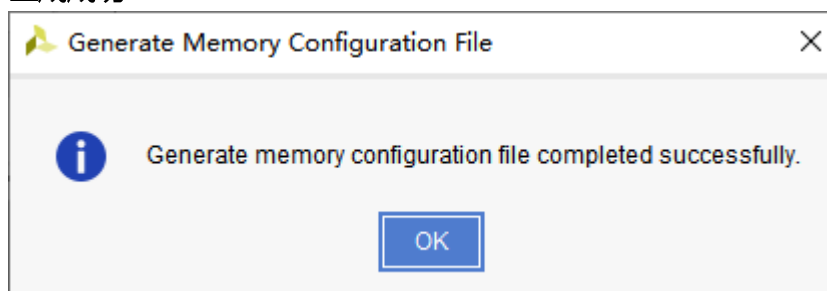 Generate Memory Configuration File
Generate memory configuration file completed successfully.
OK